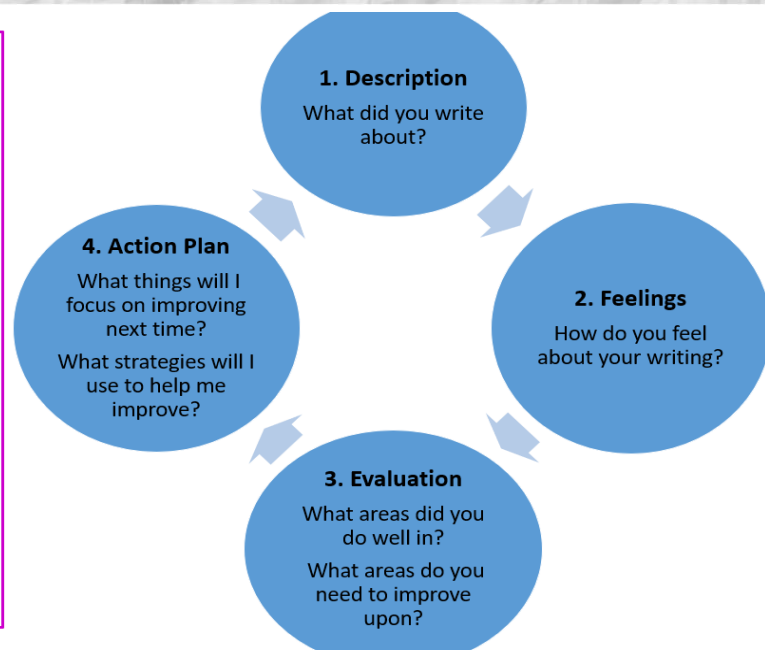 1. Description
What did you write
about?
2. Feelings
How do you feel
about your writing?
3. Evaluation
What areas did you
do well in?
What areas do you
need to improve
upon?
4. Action Plan
What things will I
focus on improving
next time?
What strategies will I
use to help me
improve?